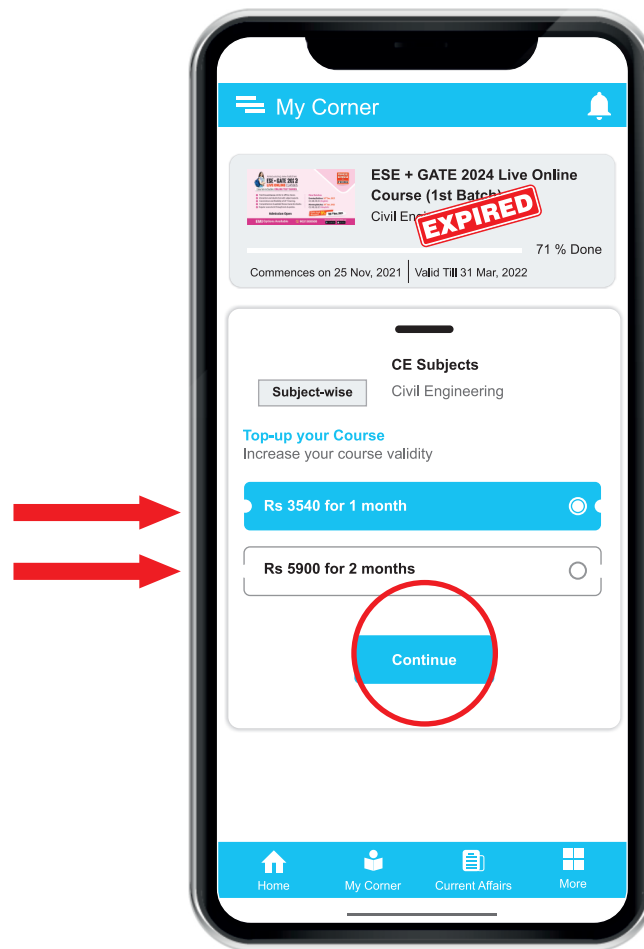 My Corner
ESE + GATE 2024 Live Online
Course (1st Batch)
Civil
EXPIRED
71 % Done
Commences on 25 Nov, 2021 Valid Till 31 Mar, 2022
CE Subjects
Subject-wise
Civil Engineering
Top-up your Course
Increase your course validity
Rs 3540 for 1 month
Rs 5900 for 2 months
Continue
Home
My Corner
Current Affairs
More